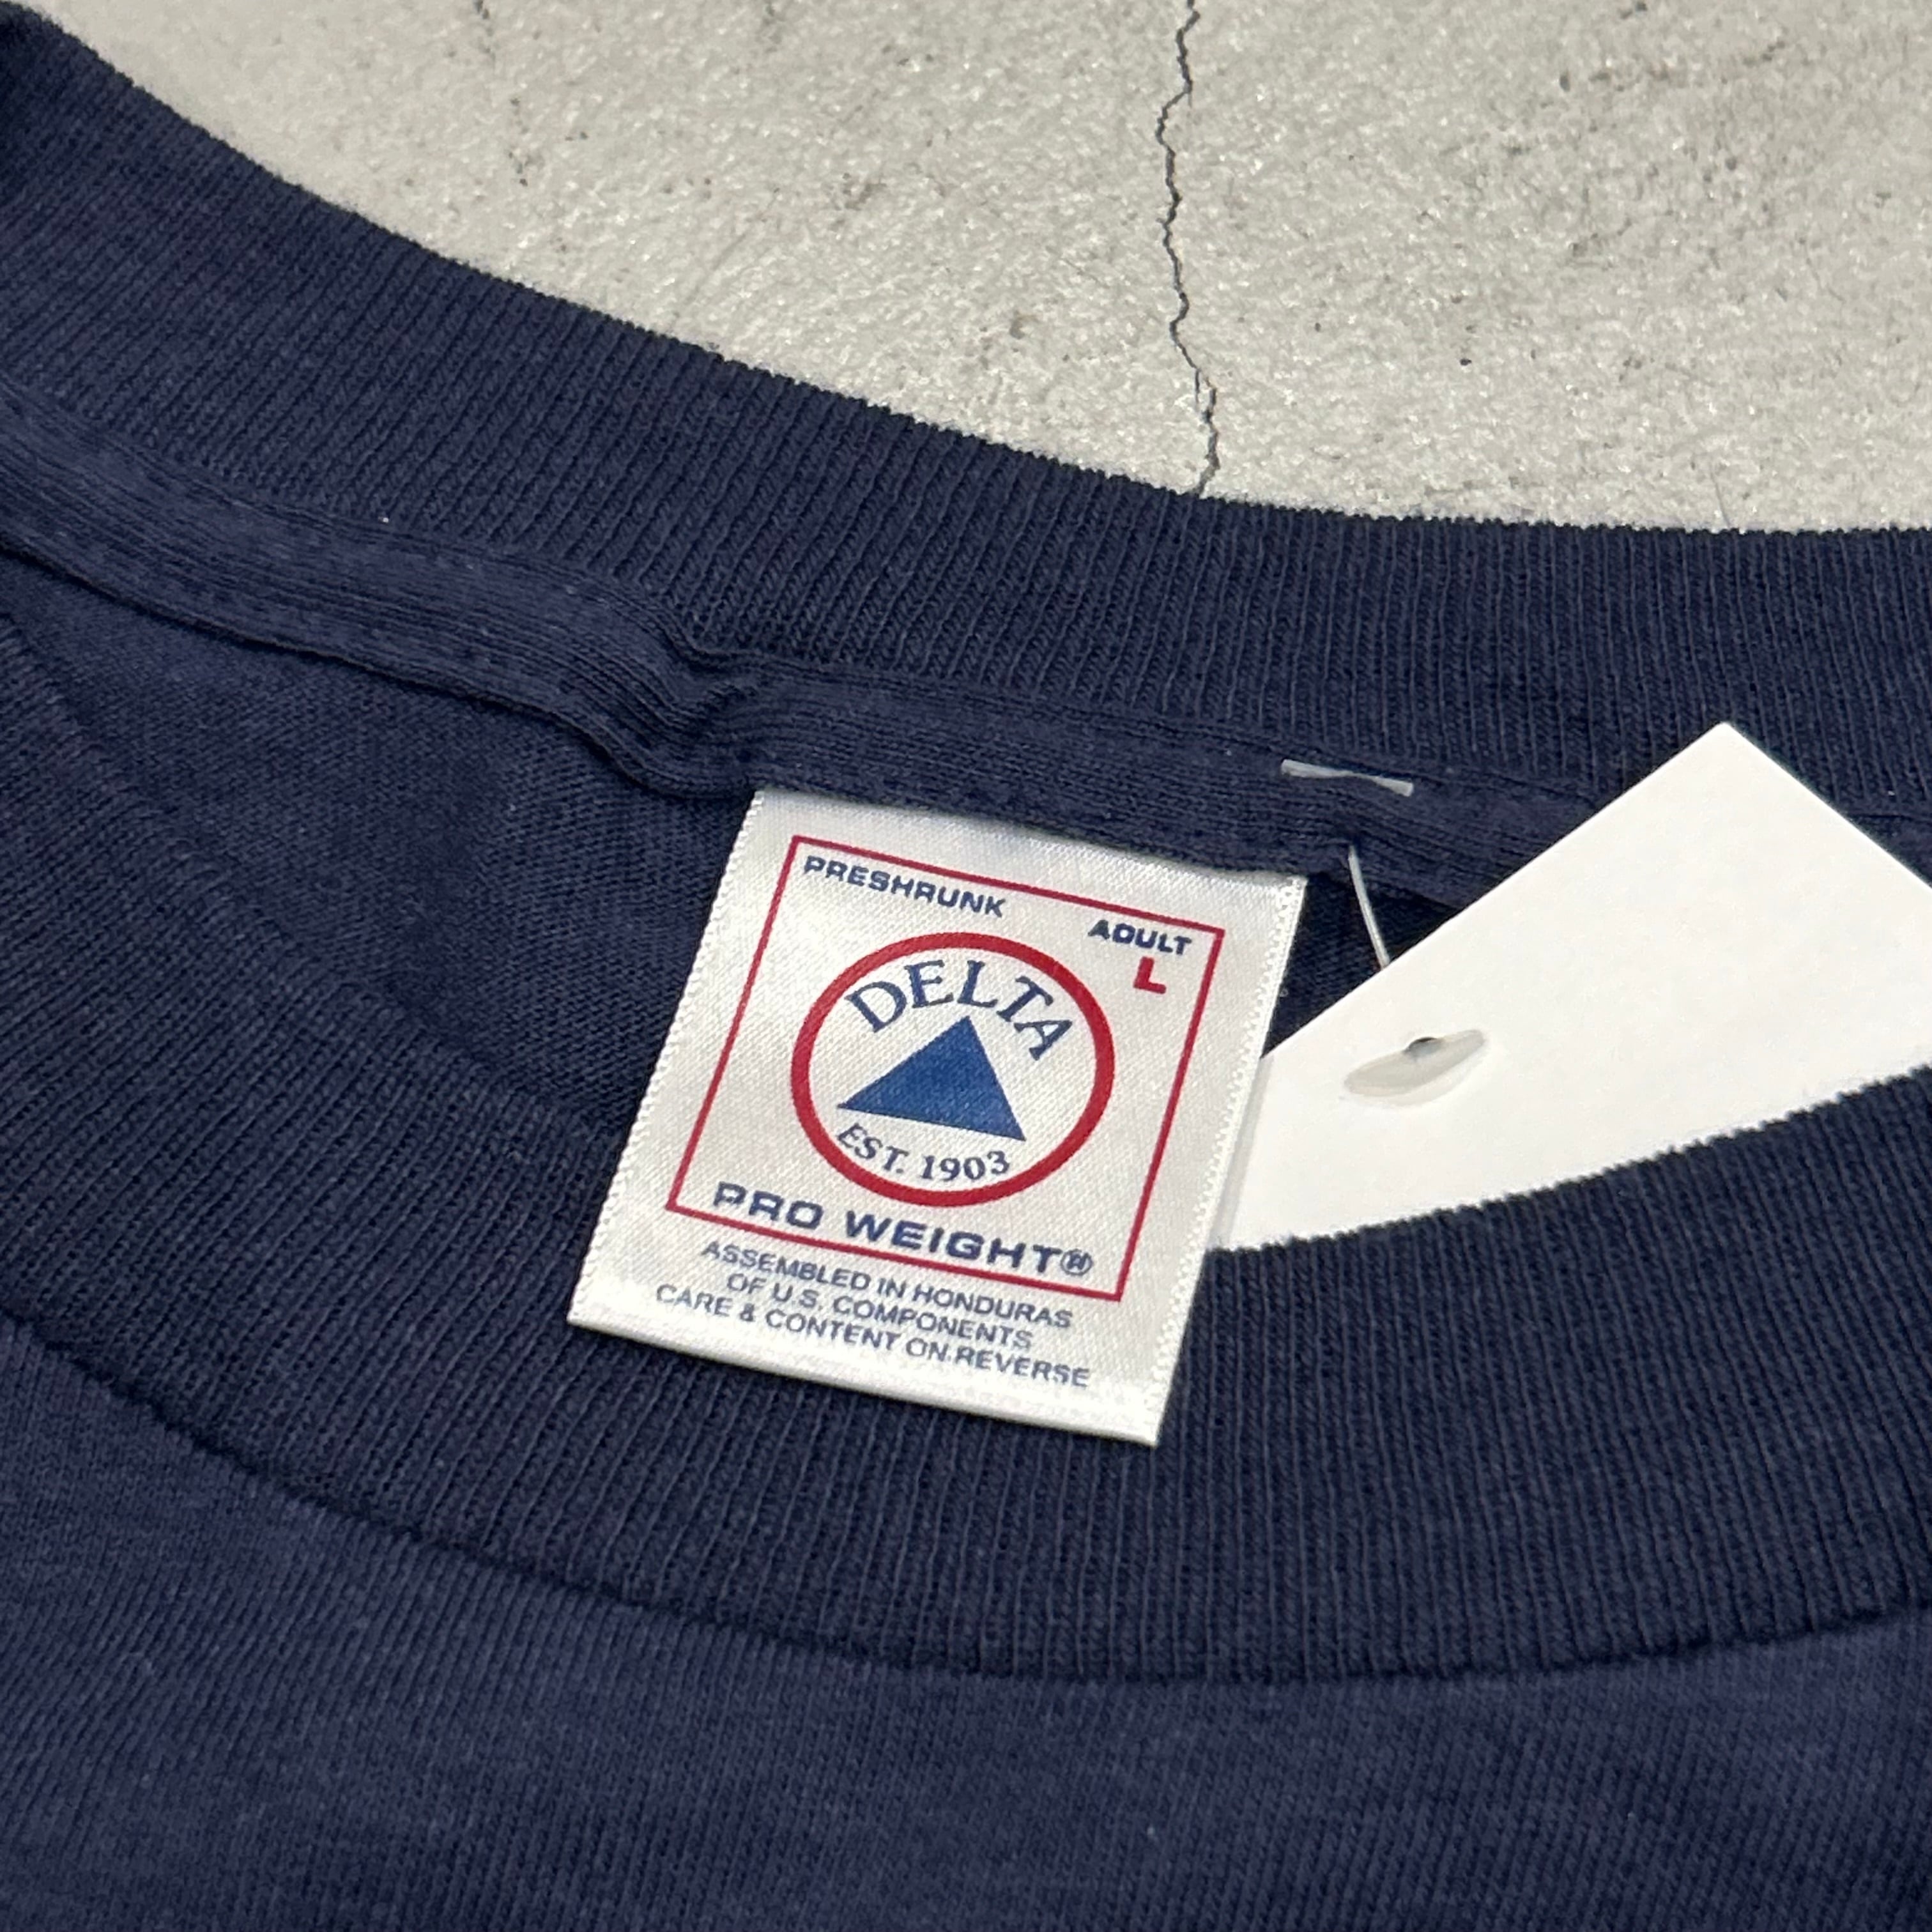 PRESHRUNK
ADULT
L
DELTA
EST. 1903
PRO WEIGHT®
ASSEMBLED IN HONDURAS
OF U.S. COMPONENTS
CARE & CONTENT ON REVERSE